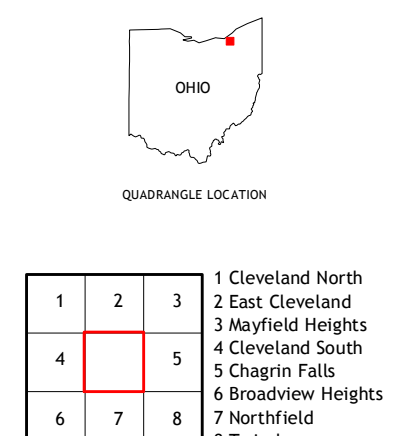 OHIO
QUADRANGLE LOCATION
1 2 3
4 5
6 7 8
1 Cleveland North
2 East Cleveland
3 Mayfield Heights
4 Cleveland South
5 Chagrin Falls
6 Broadview Heights
7 Northfield